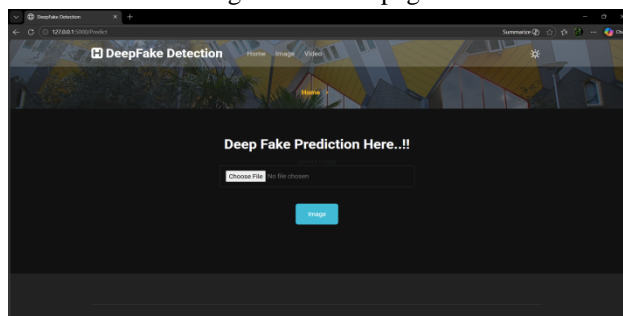 DeepFake Detection
127.0.0.1:5000/Predict
Summarize
DeepFake Detection
Home Image Video
Home
Deep Fake Prediction Here..!!
Choose File No file chosen
Image